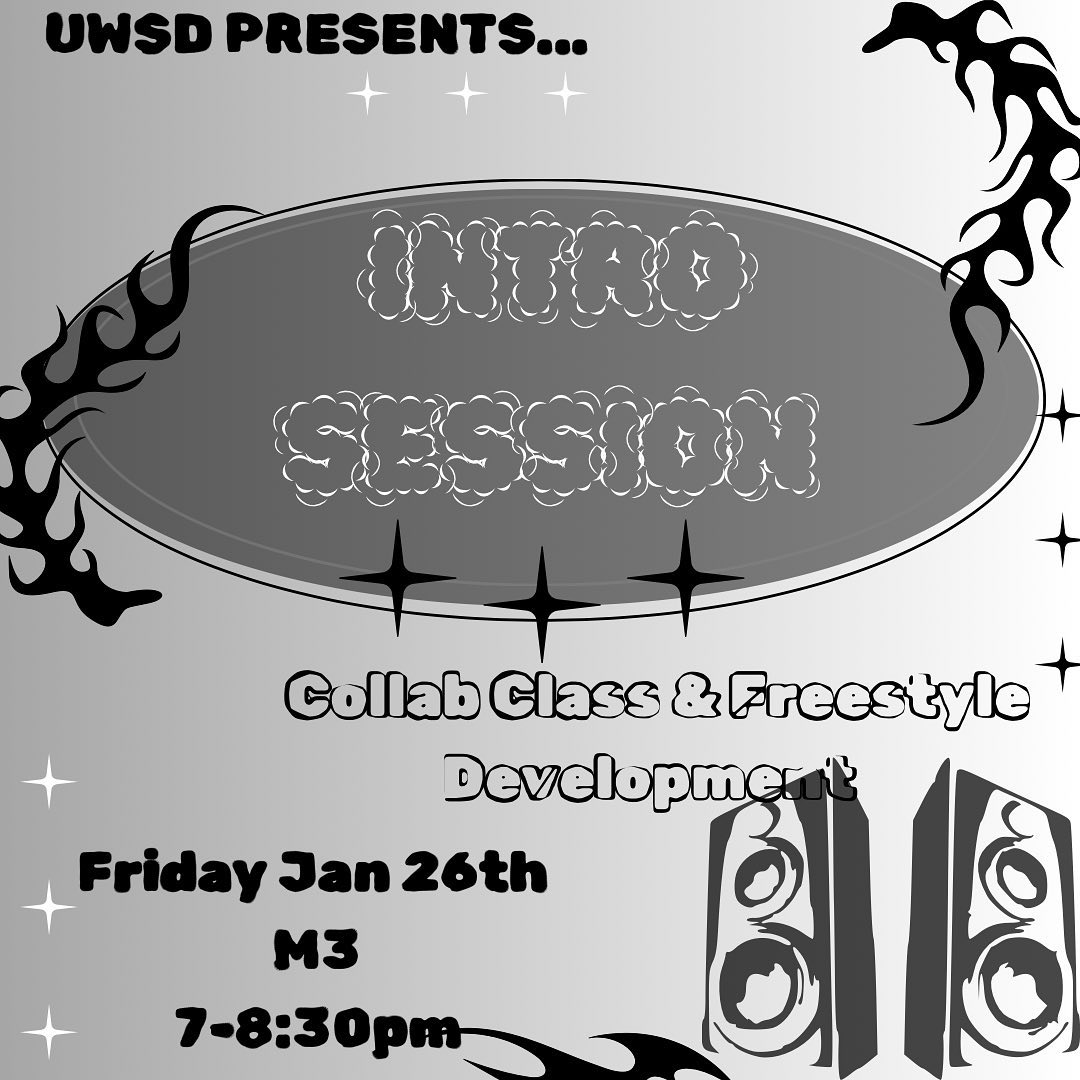 UWSD PRESENTS...
INTRO
SESSION
Collab Class & Freestyle
Development
Friday Jan 26th
M3
7-8:30pm